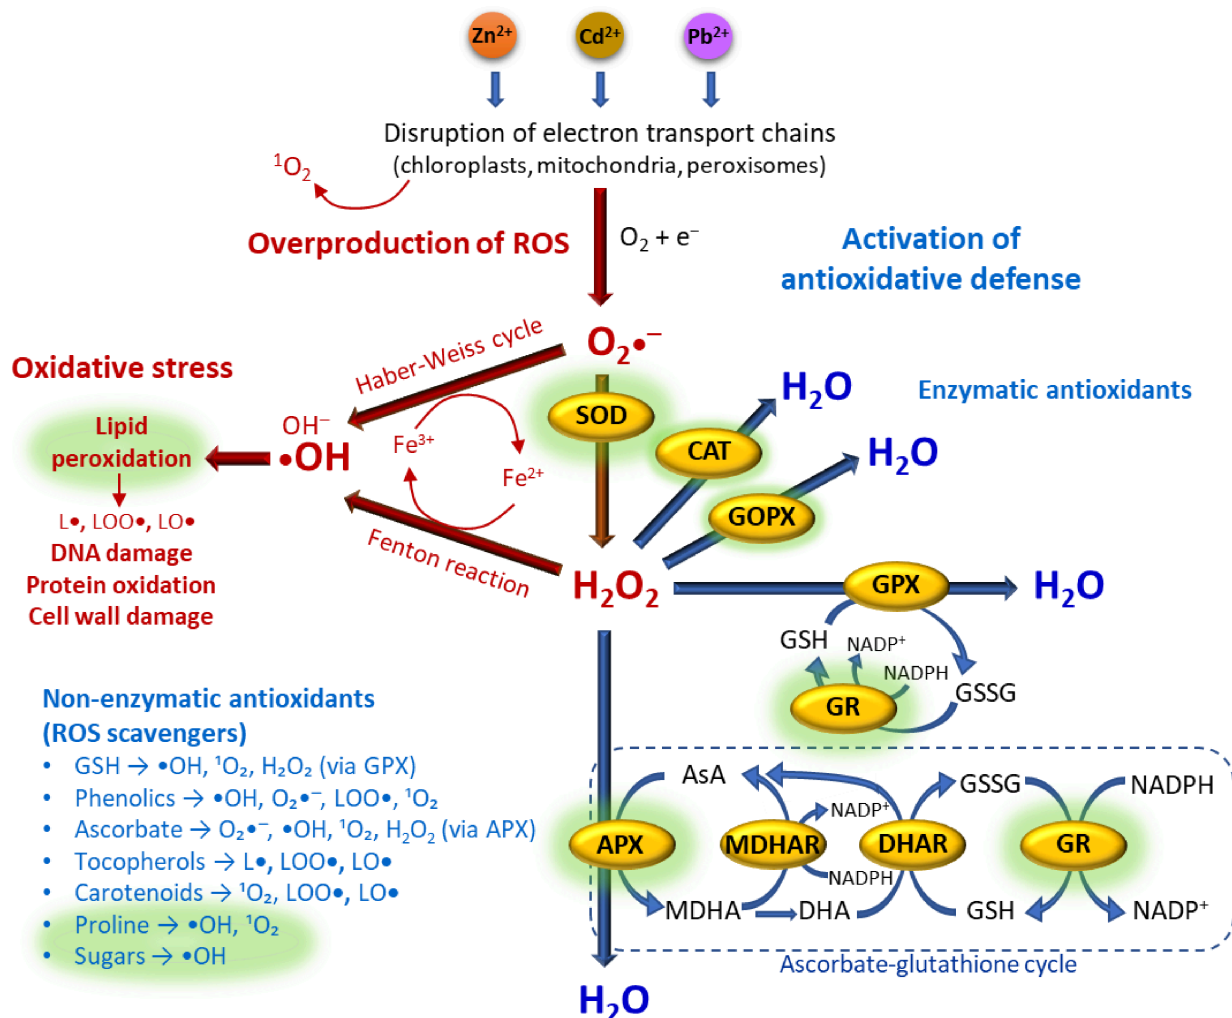 Zn²⁺ Cd²⁺ Pb²⁺
Disruption of electron transport chains
(chloroplasts, mitochondria, peroxisomes)
¹O₂
Overproduction of ROS
O₂ + e⁻
Activation of
antioxidative defense
O₂•⁻
Haber-Weiss cycle
Oxidative stress
H₂O
Enzymatic antioxidants
SOD
Lipid
peroxidation
OH⁻
•OH
Fe³⁺
Fe²⁺
CAT
H₂O
GOPX
L•, LOO•, LO•
DNA damage
Protein oxidation
Cell wall damage
Fenton reaction
H₂O₂
GPX
H₂O
GSH
NADP⁺
NADPH
GSSG
GR
Non-enzymatic antioxidants
(ROS scavengers)
• GSH → •OH, ¹O₂, H₂O₂ (via GPX)
• Phenolics → •OH, O₂•⁻, LOO•, ¹O₂
• Ascorbate → O₂•⁻, •OH, ¹O₂, H₂O₂ (via APX)
• Tocopherols → L•, LOO•, LO•
• Carotenoids → ¹O₂, LOO•, LO•
• Proline → •OH, ¹O₂
• Sugars → •OH
AsA
GSSG
NADPH
NADP⁺
APX
MDHAR
DHAR
GR
NADPH
MDHA
DHA
GSH
NADP⁺
Ascorbate-glutathione cycle
H₂O